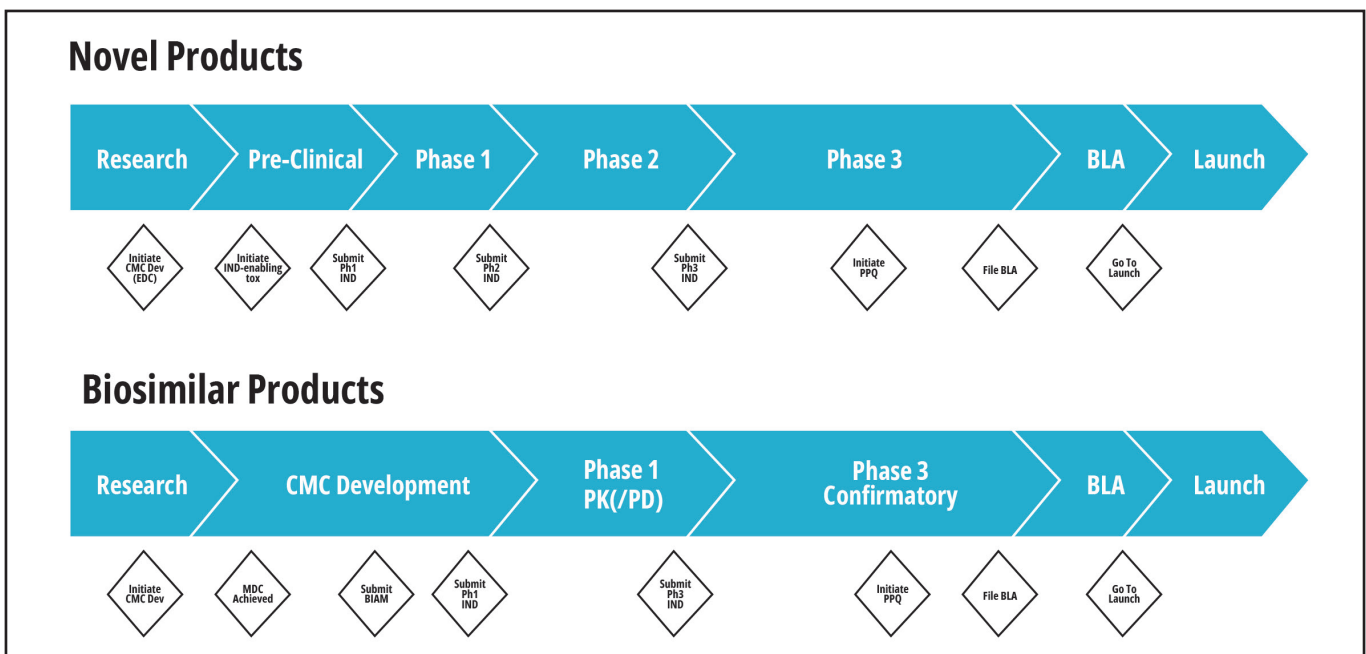 Novel Products
Research
Pre-Clinical
Phase 1
Phase 2
Phase 3
BLA
Launch
Initiate
CMC Dev
(EDC)
Initiate
IND-enabling
tox
Submit
Ph1
IND
Submit
Ph2
IND
Submit
Ph3
IND
Initiate
PPQ
File BLA
Go To
Launch
Biosimilar Products
Research
CMC Development
Phase 1
PK(/PD)
Phase 3
Confirmatory
BLA
Launch
Initiate
CMC Dev
MDC
Achieved
Submit
BIAM
Submit
Ph1
IND
Submit
Ph3
IND
Initiate
PPQ
File BLA
Go To
Launch